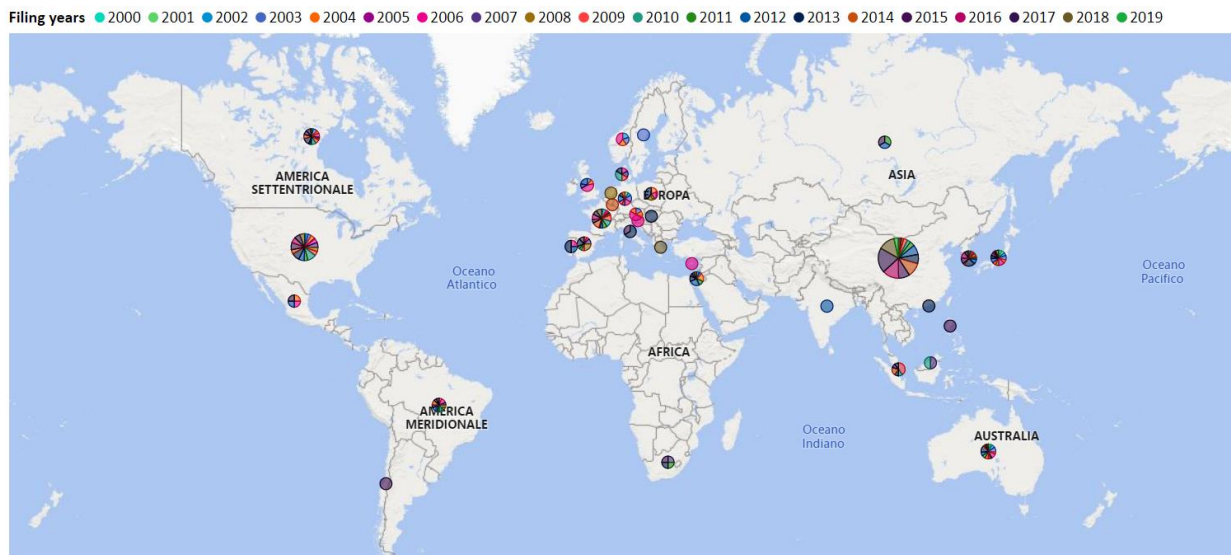 Filing years 2000 2001 2002 2003 2004 2005 2006 2007 2008 2009 2010 2011 2012 2013 2014 2015 2016 2017 2018 2019
ASIA
AMERICA
SETTENTRIONALE
EUROPA
Oceano
Atlantico
Oceano
Pacifico
AFRICA
AMERICA
MERIDIONALE
Oceano
Indiano
AUSTRALIA